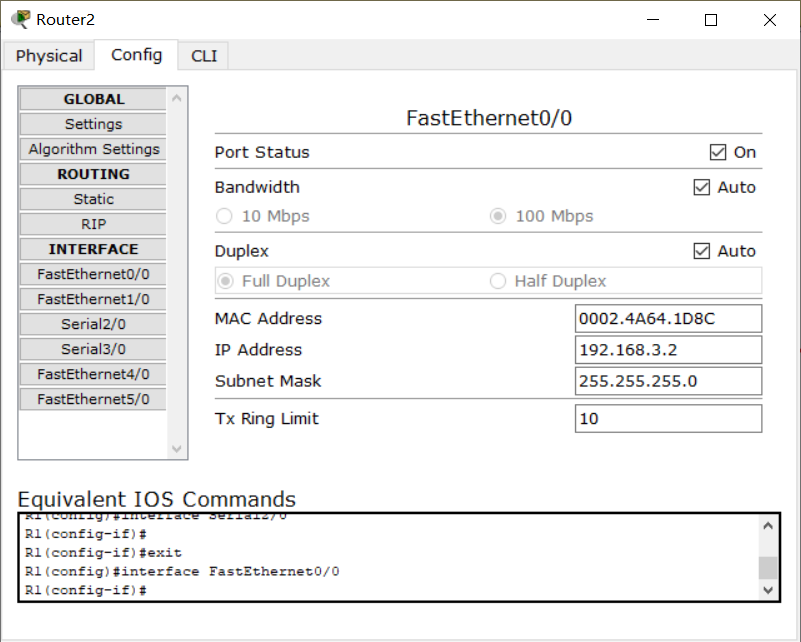 Router2
Physical Config CLI
GLOBAL
Settings
Algorithm Settings
ROUTING
Static
RIP
INTERFACE
FastEthernet0/0
FastEthernet1/0
Serial2/0
Serial3/0
FastEthernet4/0
FastEthernet5/0
FastEthernet0/0
Port Status On
Bandwidth Auto
10 Mbps 100 Mbps
Duplex Auto
Full Duplex Half Duplex
MAC Address 0002.4A64.1D8C
IP Address 192.168.3.2
Subnet Mask 255.255.255.0
Tx Ring Limit 10
Equivalent IOS Commands
R1(config)#interface Serial2/0
R1(config-if)#
R1(config-if)#exit
R1(config)#interface FastEthernet0/0
R1(config-if)#